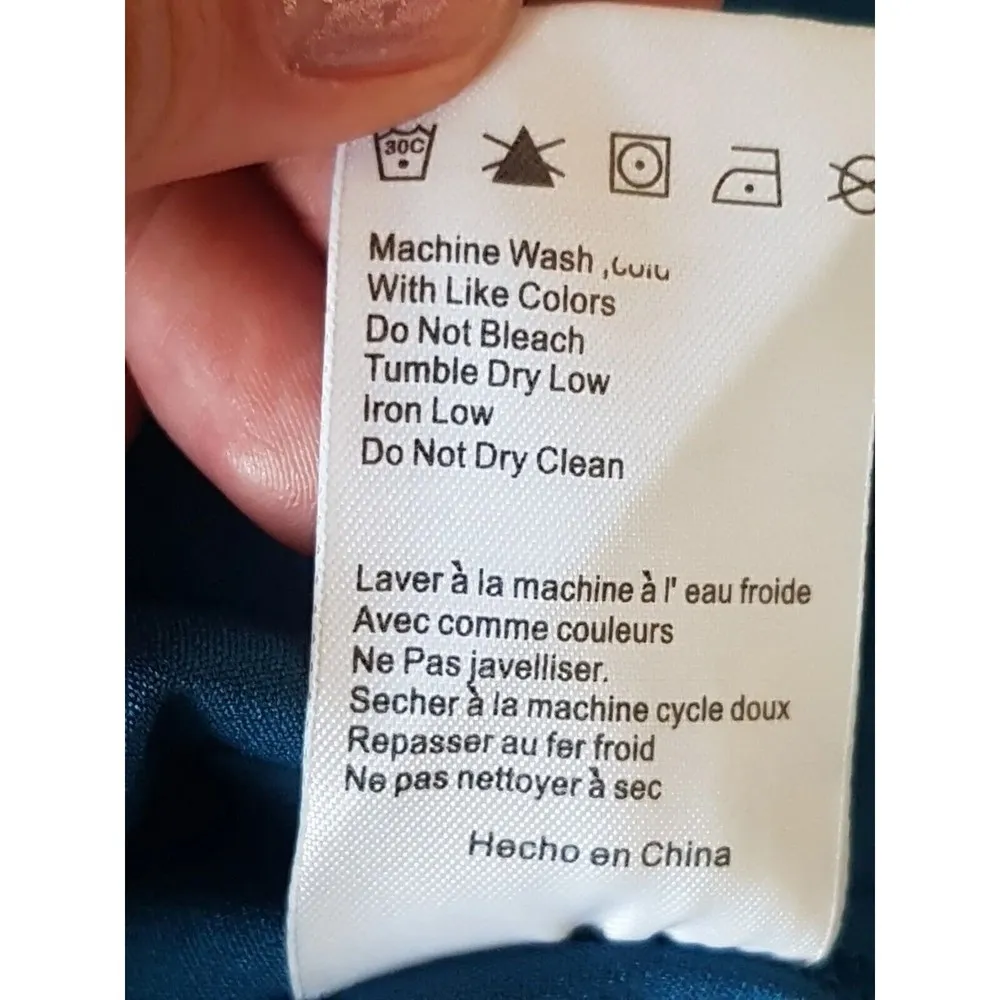 30C
Machine Wash ,
With Like Colors
Do Not Bleach
Tumble Dry Low
Iron Low
Do Not Dry Clean
Laver à la machine à l' eau froide
Avec comme couleurs
Ne Pas javelliser.
Secher à la machine cycle doux
Repasser au fer froid
Ne pas nettoyer à sec
Hecho en China